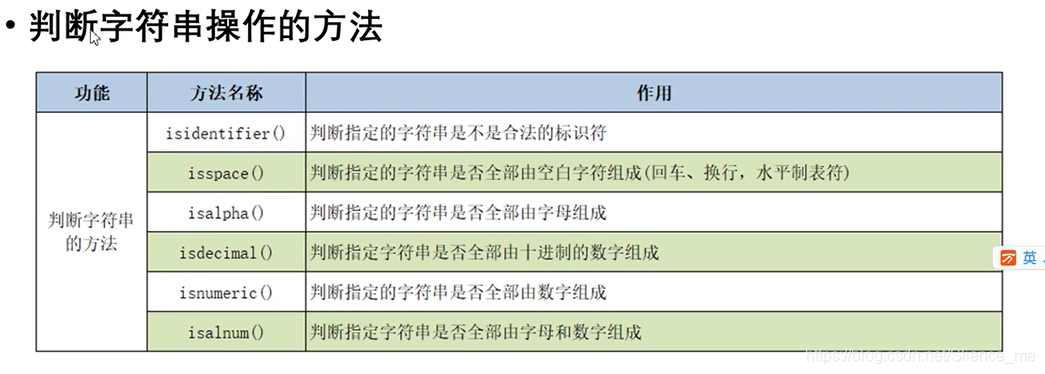 • 判断字符串操作的方法
功能 方法名称 作用
isidentifier() 判断指定的字符串是不是合法的标识符
isspace() 判断指定的字符串是否全部由空白字符组成(回车、换行，水平制表符)
isalpha() 判断指定的字符串是否全部由字母组成
判断字符串
的方法
isdecimal() 判断指定字符串是否全部由十进制的数字组成
isnumeric() 判断指定的字符串是否全部由数字组成
isalnum() 判断指定字符串是否全部由字母和数字组成
英
https://blog.csdn.net/Slience_me